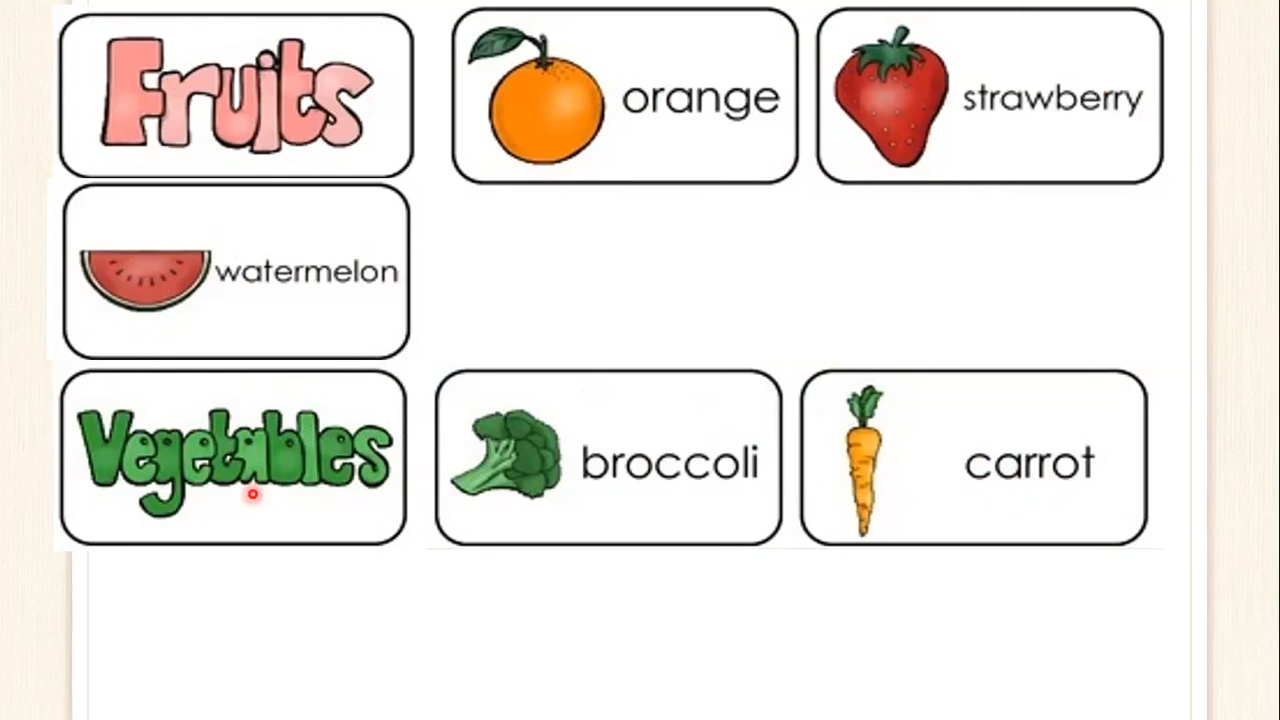 Fruits
orange
strawberry
watermelon
Vegetables
broccoli
carrot